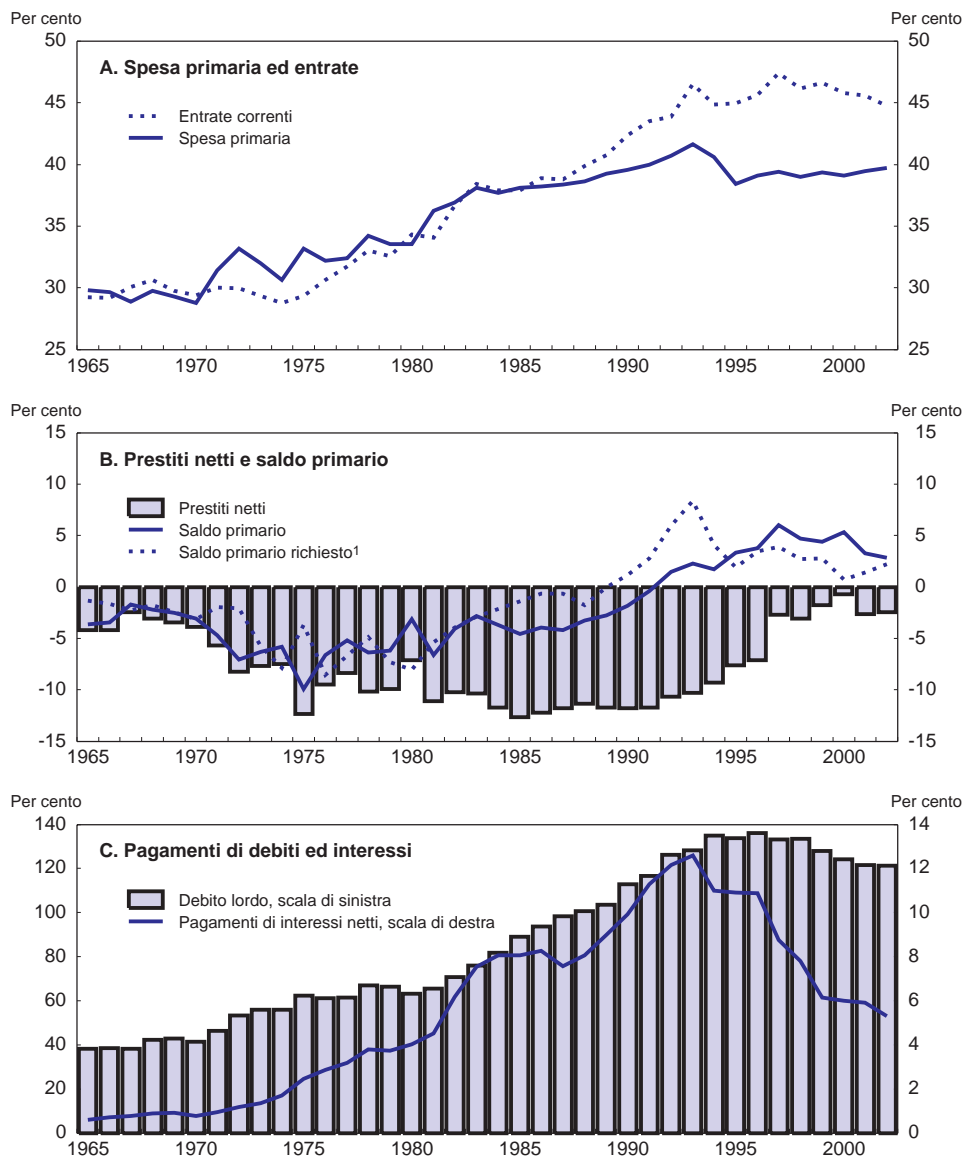 Per cento Per cento
50 50
A. Spesa primaria ed entrate
45 45
Entrate correnti
Spesa primaria
40 40
35 35
30 30
25 25
1965 1970 1975 1980 1985 1990 1995 2000
Per cento Per cento
15 15
B. Prestiti netti e saldo primario
10 10
Prestiti netti
5 5
Saldo primario
Saldo primario richiesto1
0 0
-5 -5
-10 -10
-15 -15
1965 1970 1975 1980 1985 1990 1995 2000
Per cento Per cento
140 14
C. Pagamenti di debiti ed interessi
120 12
Debito lordo, scala di sinistra
Pagamenti di interessi netti, scala di destra
100 10
80 8
60 6
40 4
20 2
0 0
1965 1970 1975 1980 1985 1990 1995 2000